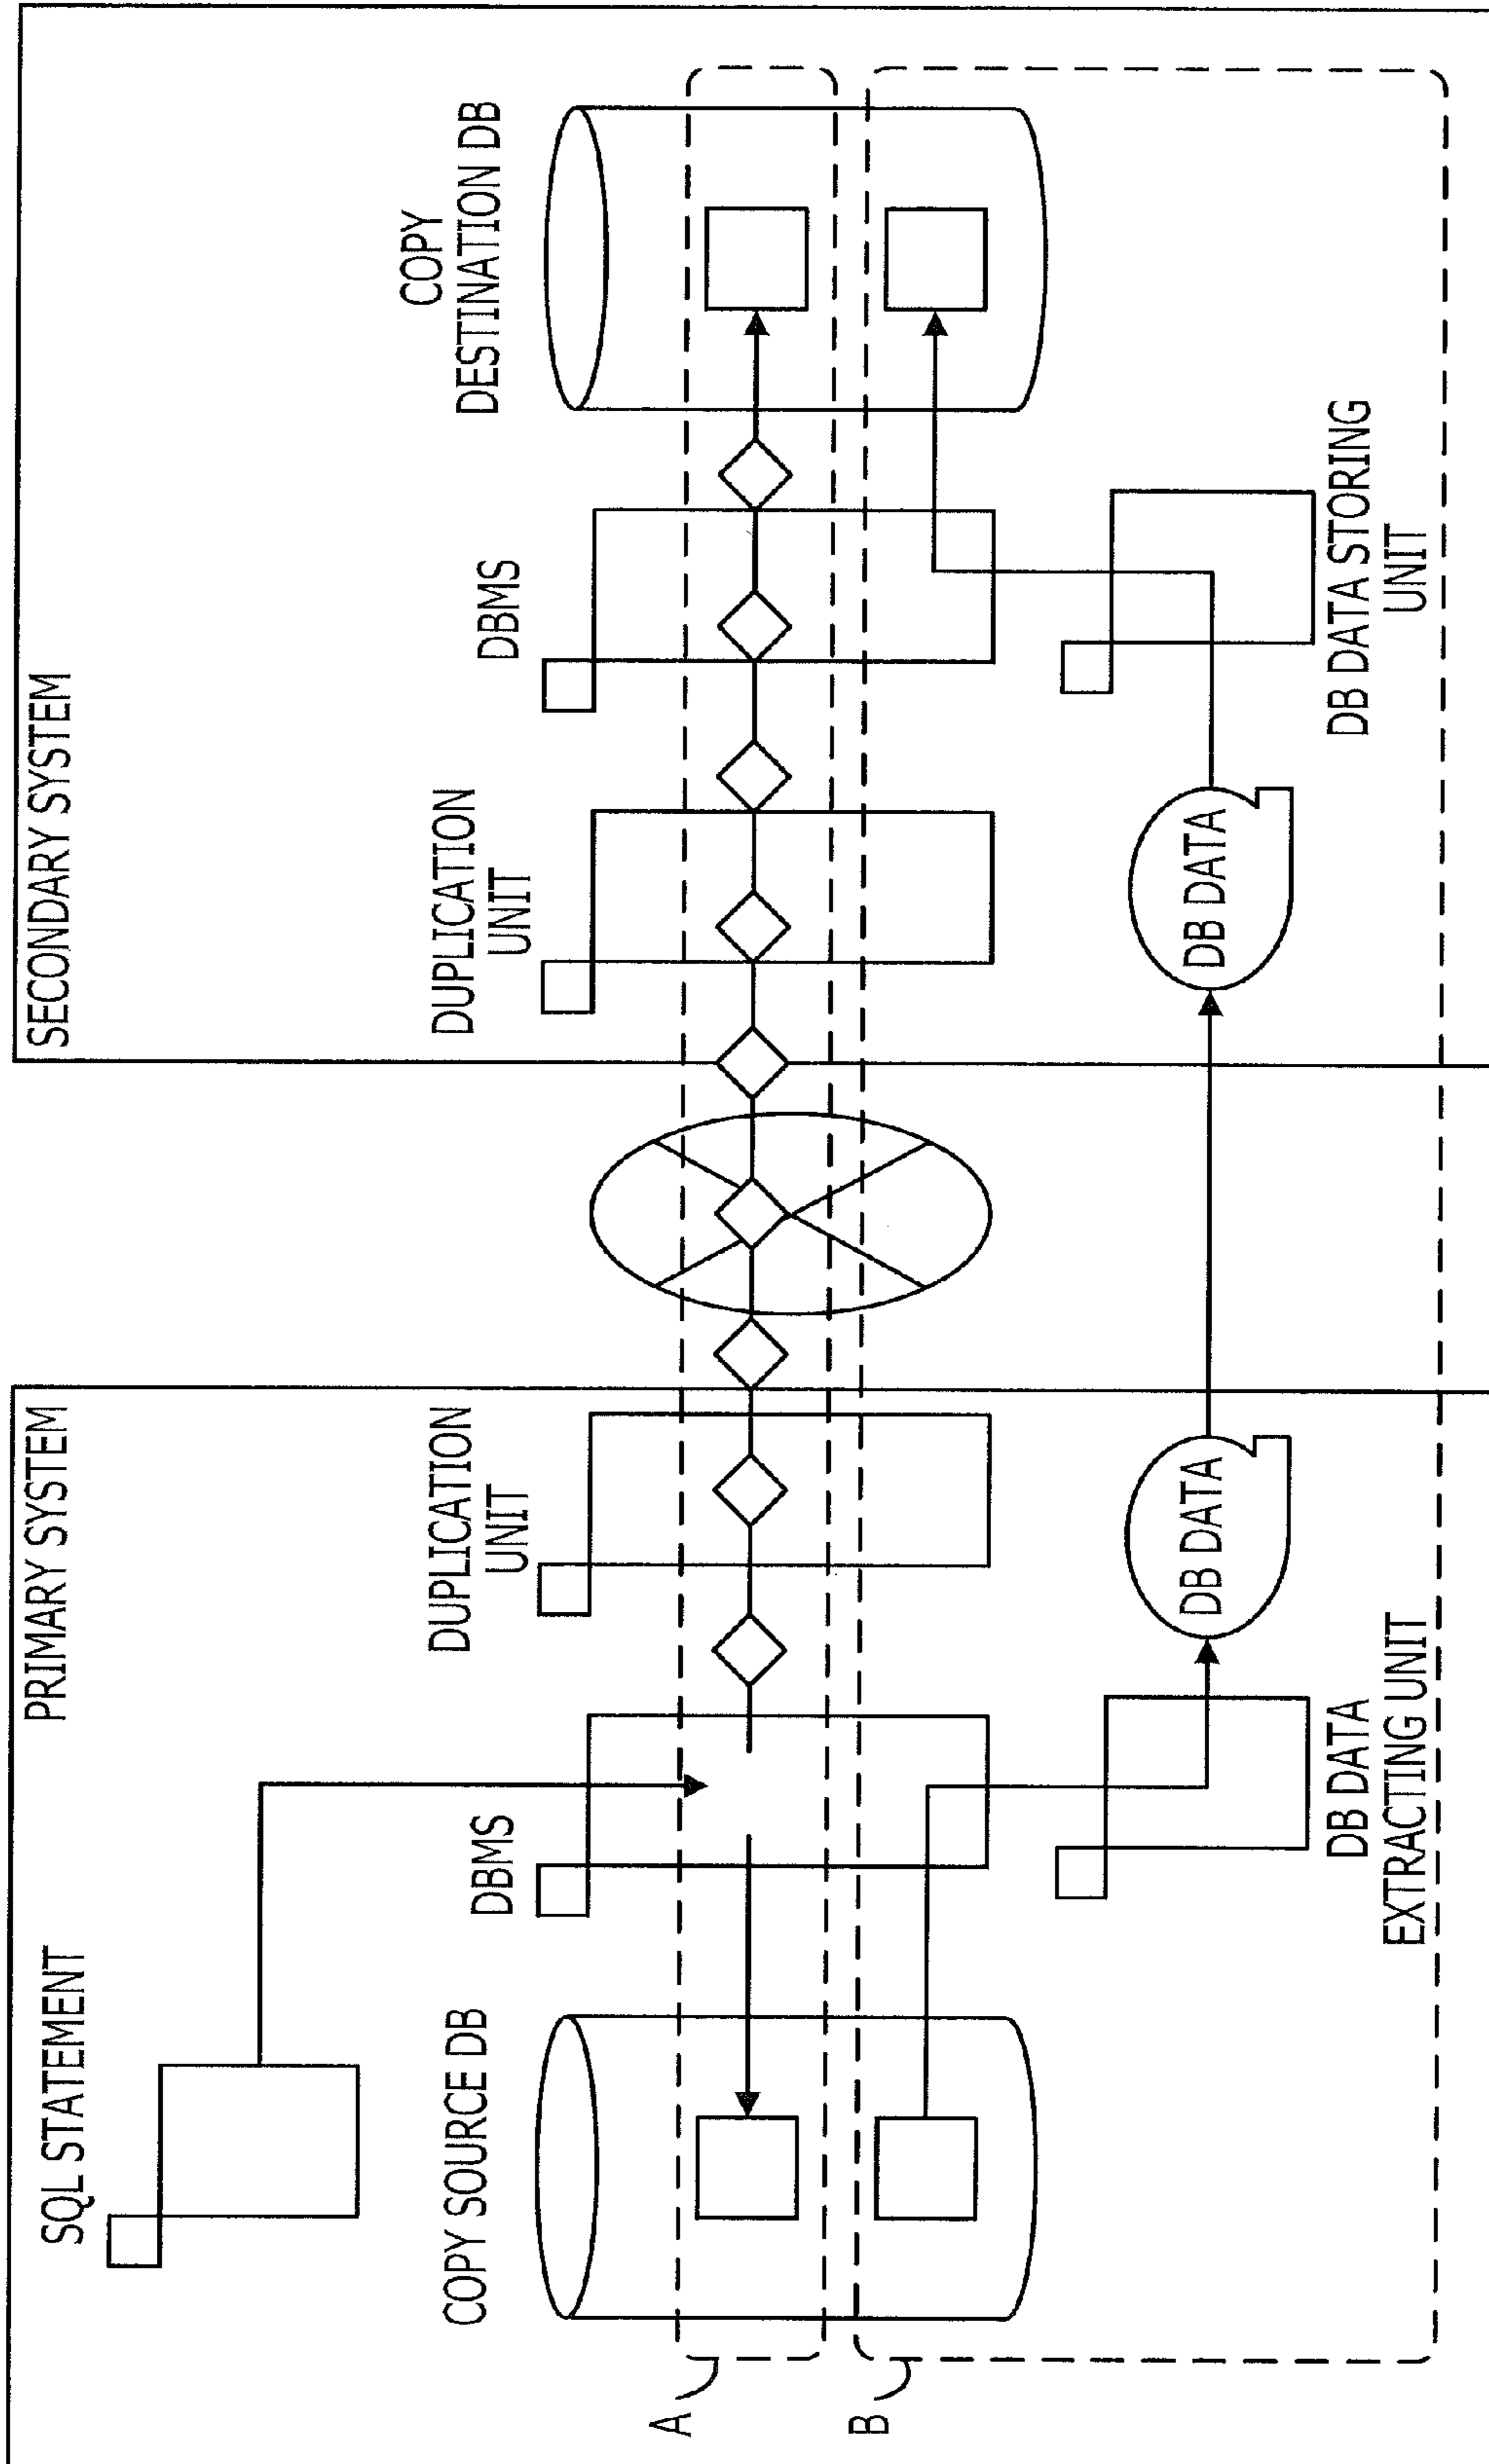 PRIMARY SYSTEM
SECONDARY SYSTEM
SQL STATEMENT
COPY SOURCE DB
DBMS
DUPLICATION
UNIT
DUPLICATION
UNIT
DBMS
COPY
DESTINATION DB
A
B
DB DATA
EXTRACTING UNIT
DB DATA
DB DATA
DB DATA STORING
UNIT